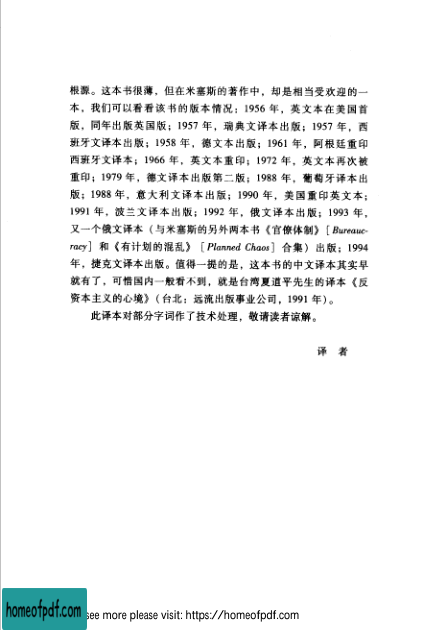 根源。这本书很薄，但在米塞斯的著作中，却是相当受欢迎的一
本，我们可以看看该书的版本情况：1956 年，英文本在美国首
版，同年出版英国版；1957 年，瑞典文译本出版；1957 年，西
班牙文译本出版；1958 年，德文本出版；1961 年，阿根廷重印
西班牙文译本；1966 年，英文本重印；1972 年，英文本再次被
重印；1979 年，德文译本出版第二版；1988 年，葡萄牙译本出
版；1988 年，意大利文译本出版；1990 年，美国重印英文本；
1991 年，波兰文译本出版；1992 年，俄文译本出版；1993 年，
又一个俄文译本（与米塞斯的另外两本书《官僚体制》［Bureauc-
racy］和《有计划的混乱》［Planned Chaos］合集）出版；1994
年，捷克文译本出版。值得一提的是，这本书的中文译本其实早
就有了，可惜国内一般看不到，就是台湾夏道平先生的译本《反
资本主义的心境》（台北：远流出版事业公司，1991 年）。
此译本对部分字词作了技术处理，敬请读者谅解。
译 者
homeofpdf.com
see more please visit: https://homeofpdf.com